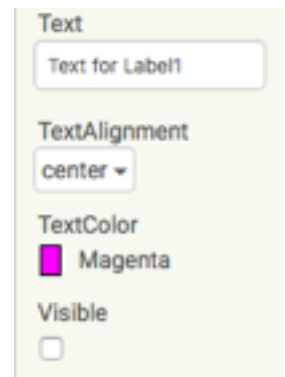 Text
Text for Label1
TextAlignment
center
TextColor
Magenta
Visible